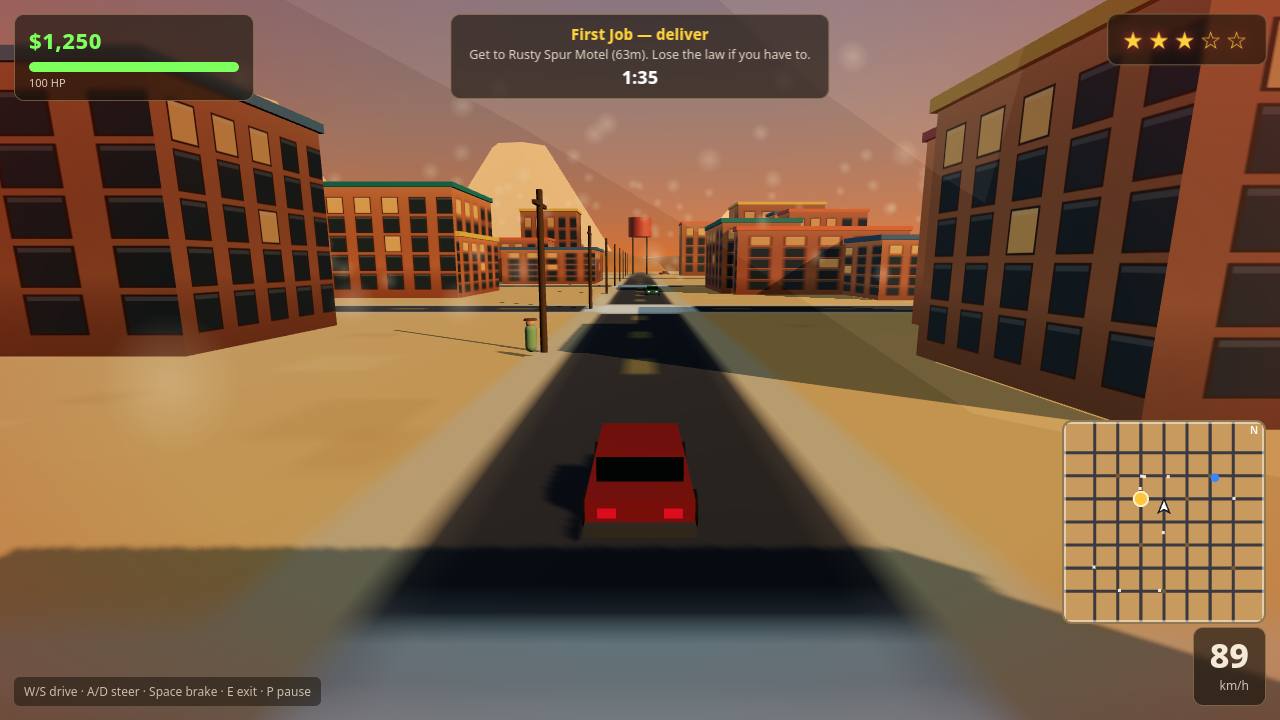 $1,250
100 HP
First Job — deliver
Get to Rusty Spur Motel (63m). Lose the law if you have to.
1:35
N
89
km/h
W/S drive · A/D steer · Space brake · E exit · P pause